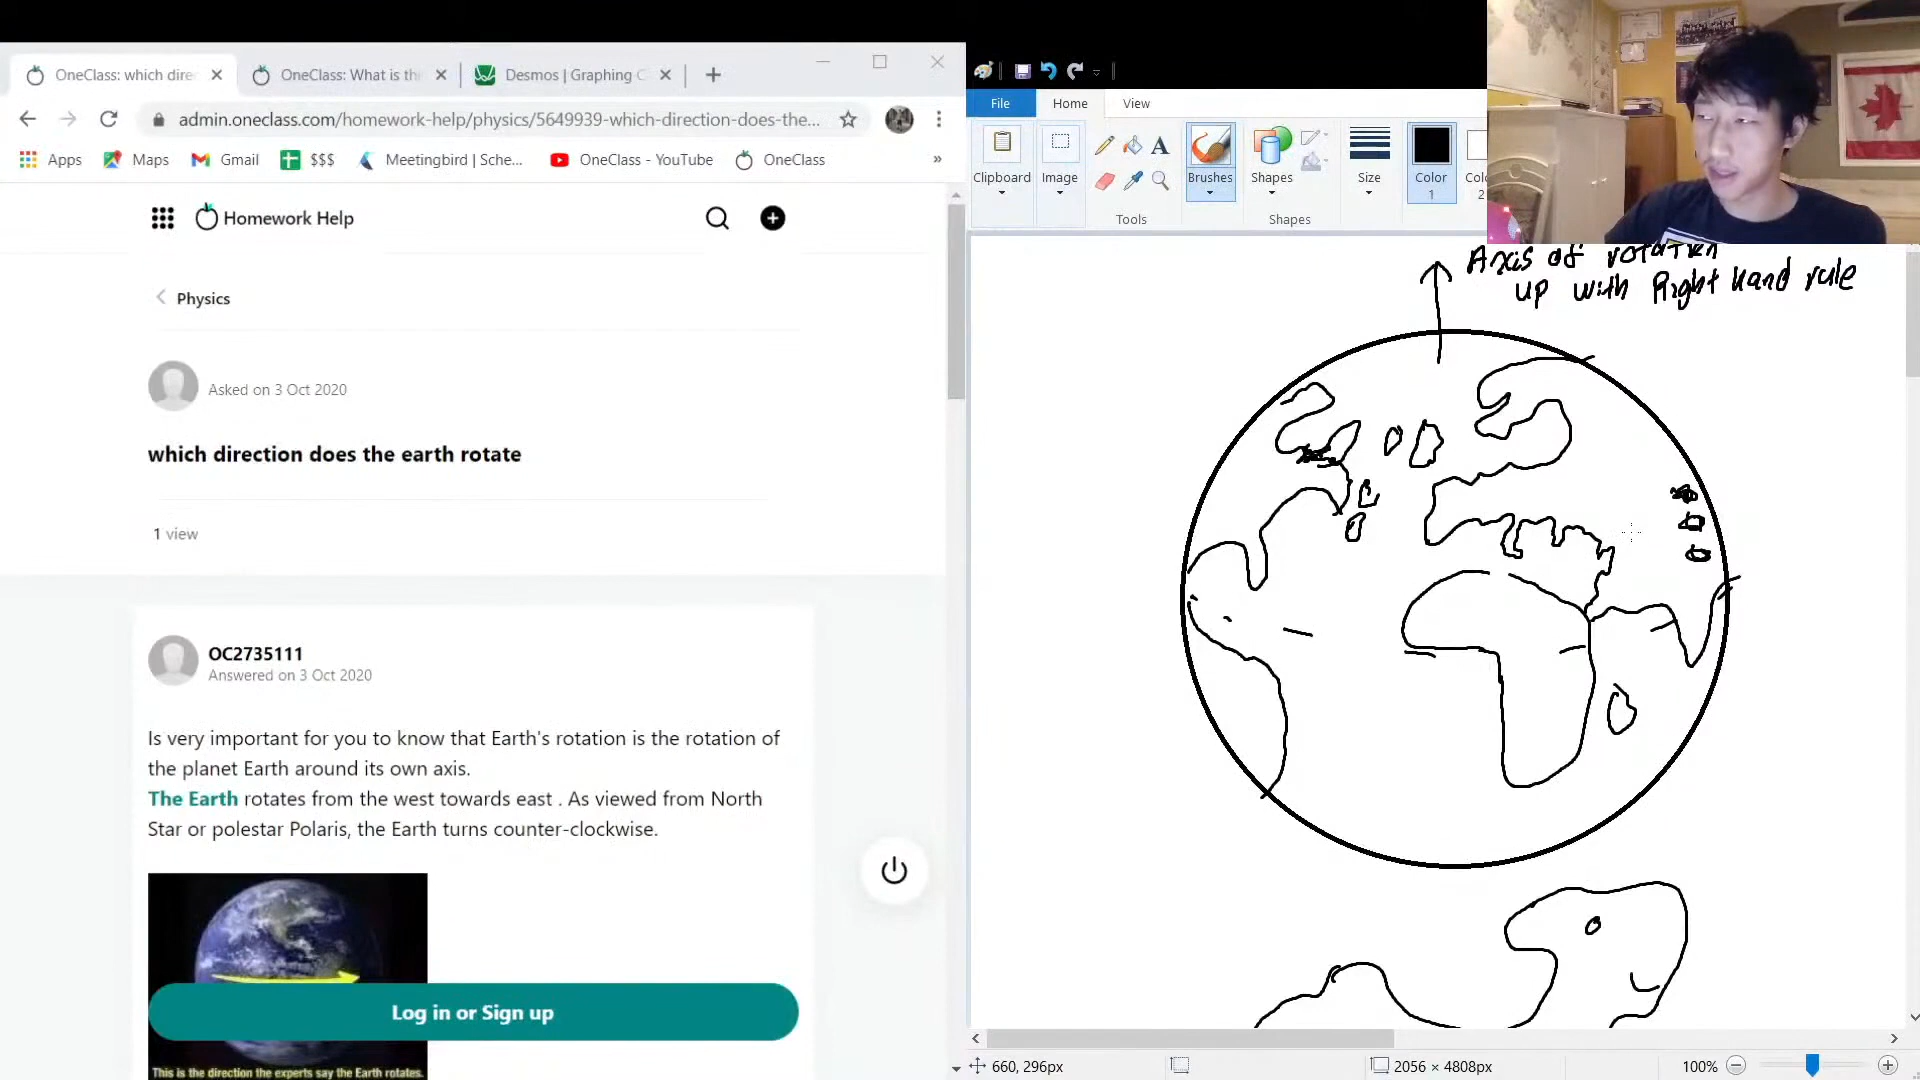 OneClass: which dire
OneClass: What is th
Desmos | Graphing C
admin.oneclass.com/homework-help/physics/5649939-which-direction-does-the...
Apps
Maps
Gmail
$$$
Meetingbird | Sche...
OneClass - YouTube
OneClass
»
Homework Help
Physics
Asked on 3 Oct 2020
which direction does the earth rotate
1 view
OC2735111
Answered on 3 Oct 2020
Is very important for you to know that Earth's rotation is the rotation of
the planet Earth around its own axis.
The Earth rotates from the west towards east . As viewed from North
Star or polestar Polaris, the Earth turns counter-clockwise.
Log in or Sign up
This is the direction the experts say the Earth rotates.
File
Home
View
Clipboard
Image
Tools
Brushes
Shapes
Shapes
Size
Color
1
Colo
2
Axis of rotation
up with Right hand rule
660, 296px
2056 × 4808px
100%